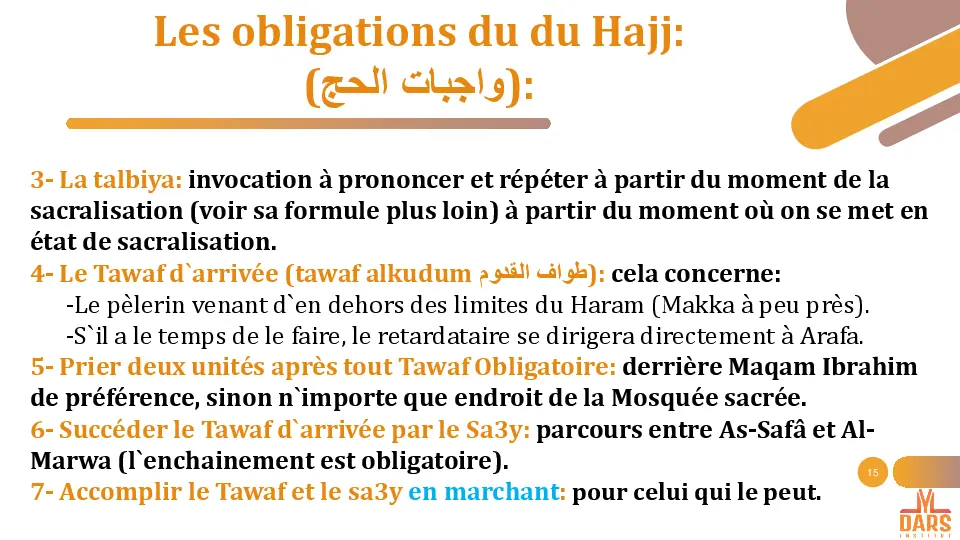 Les obligations du du Hajj:
(واجبات الحج):
3- La talbiya: invocation à prononcer et répéter à partir du moment de la
sacralisation (voir sa formule plus loin) à partir du moment où on se met en
état de sacralisation.
4- Le Tawaf d`arrivée (tawaf alkudum طواف القدوم): cela concerne:
-Le pèlerin venant d`en dehors des limites du Haram (Makka à peu près).
-S`il a le temps de le faire, le retardataire se dirigera directement à Arafa.
5- Prier deux unités après tout Tawaf Obligatoire: derrière Maqam Ibrahim
de préférence, sinon n`importe que endroit de la Mosquée sacrée.
6- Succéder le Tawaf d`arrivée par le Sa3y: parcours entre As-Safâ et Al-
Marwa (l`enchainement est obligatoire).
7- Accomplir le Tawaf et le sa3y en marchant: pour celui qui le peut.
15
DARS
INSTITUT